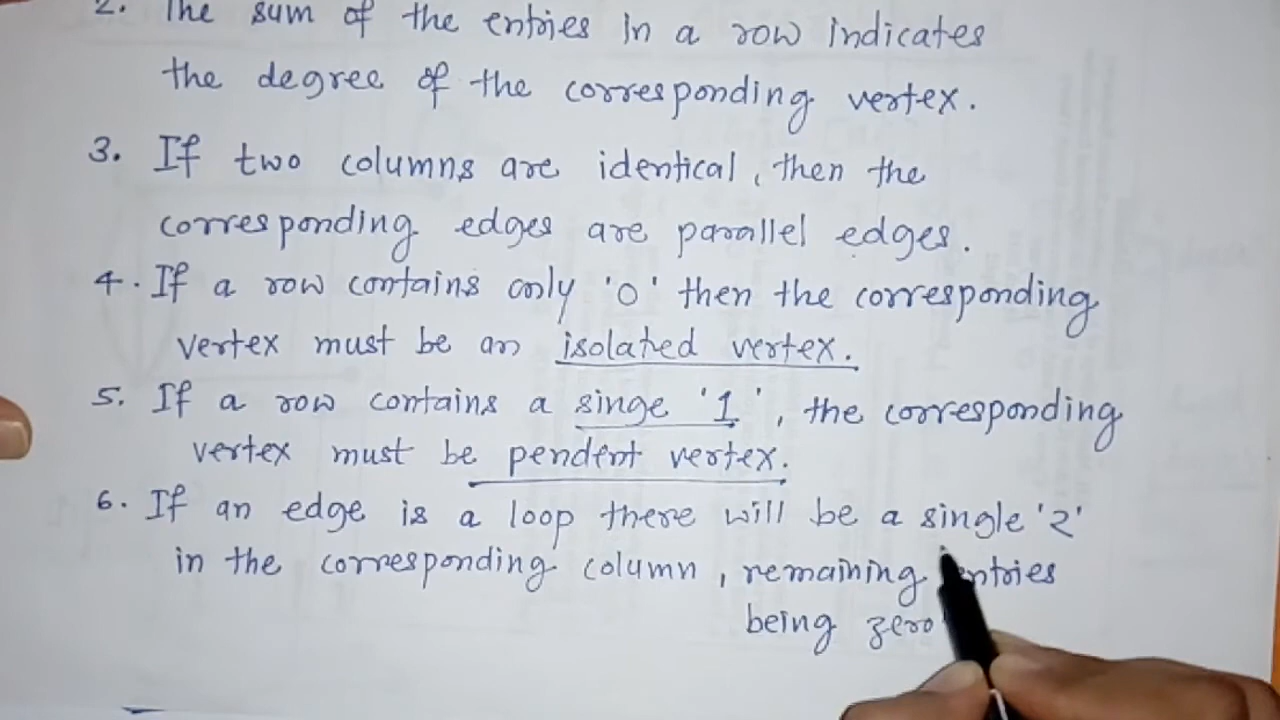 2. The sum of the entries in a row indicates
the degree of the corresponding vertex.
3. If two columns are identical, then the
corresponding edges are parallel edges.
4. If a row contains only '0' then the corresponding
vertex must be an isolated vertex.
5. If a row contains a singe '1', the corresponding
vertex must be pendent vertex.
6. If an edge is a loop there will be a single '2'
in the corresponding column, remaining entries
being zero